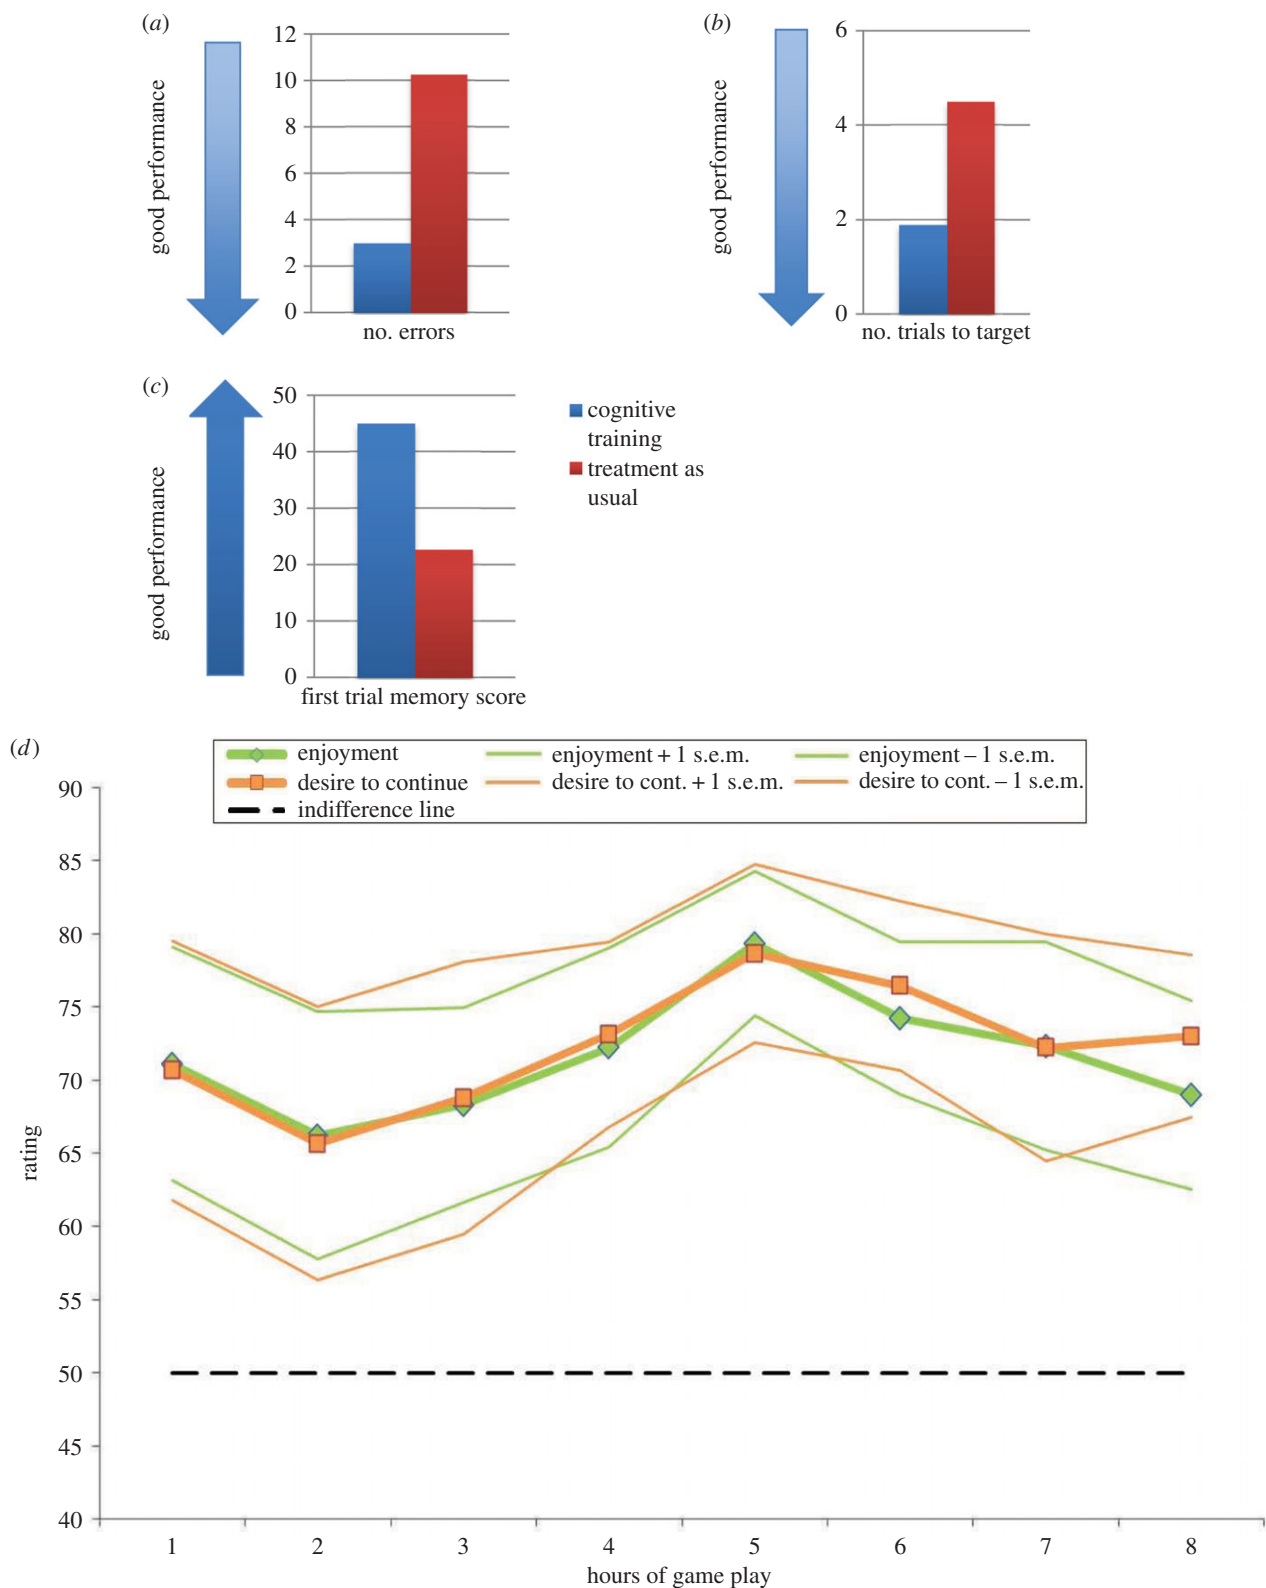 (a)
good performance
12
10
8
6
4
2
0
no. errors
(b)
good performance
6
4
2
0
no. trials to target
(c)
good performance
50
40
30
20
10
0
first trial memory score
cognitive
training
treatment as
usual
(d)
enjoyment
enjoyment + 1 s.e.m.
enjoyment – 1 s.e.m.
desire to continue
desire to cont. + 1 s.e.m.
desire to cont. – 1 s.e.m.
indifference line
rating
90
85
80
75
70
65
60
55
50
45
40
1 2 3 4 5 6 7 8
hours of game play